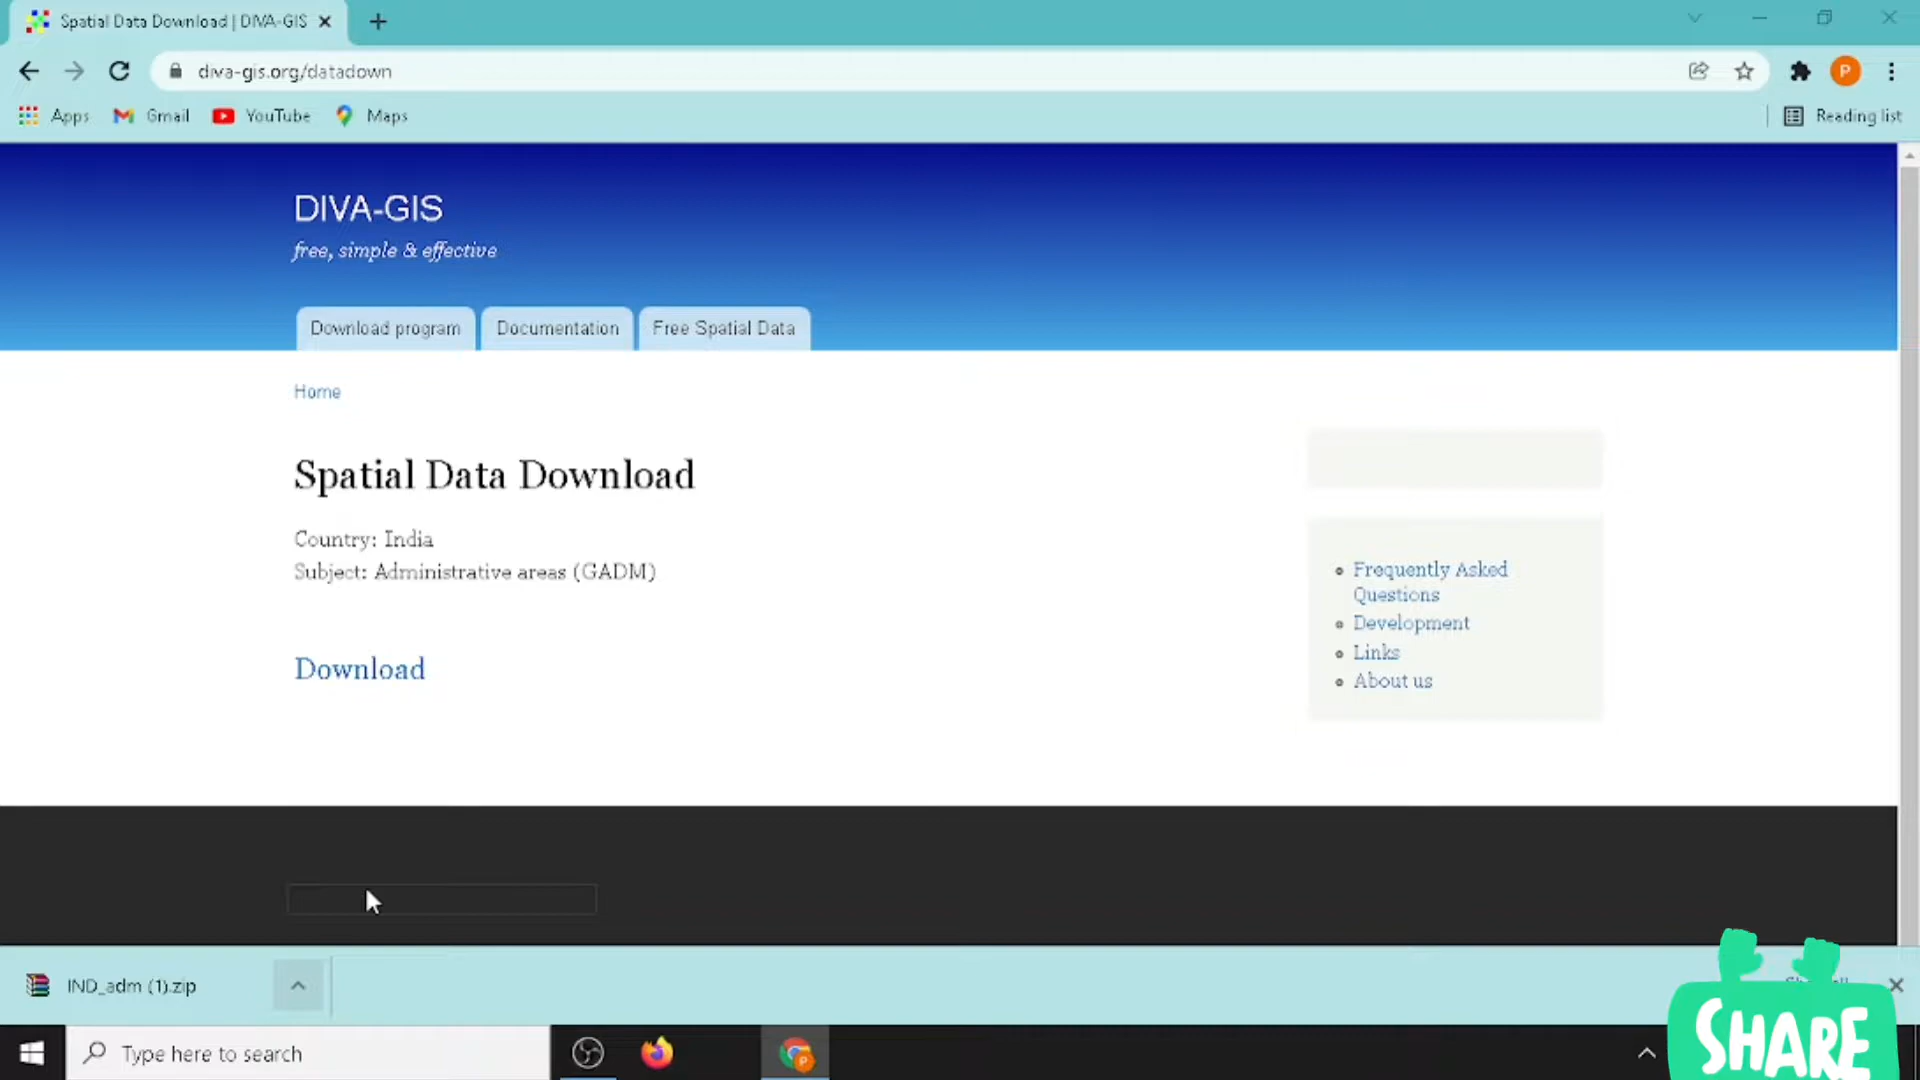 Spatial Data Download | DIVA-GIS
diva-gis.org/datadown
P
Apps Gmail YouTube Maps Reading list
DIVA-GIS
free, simple & effective
Download program Documentation Free Spatial Data
Home
Spatial Data Download
Country: India
Subject: Administrative areas (GADM)
Download
Frequently Asked
Questions
Development
Links
About us
IND_adm (1).zip
Type here to search
SHARE